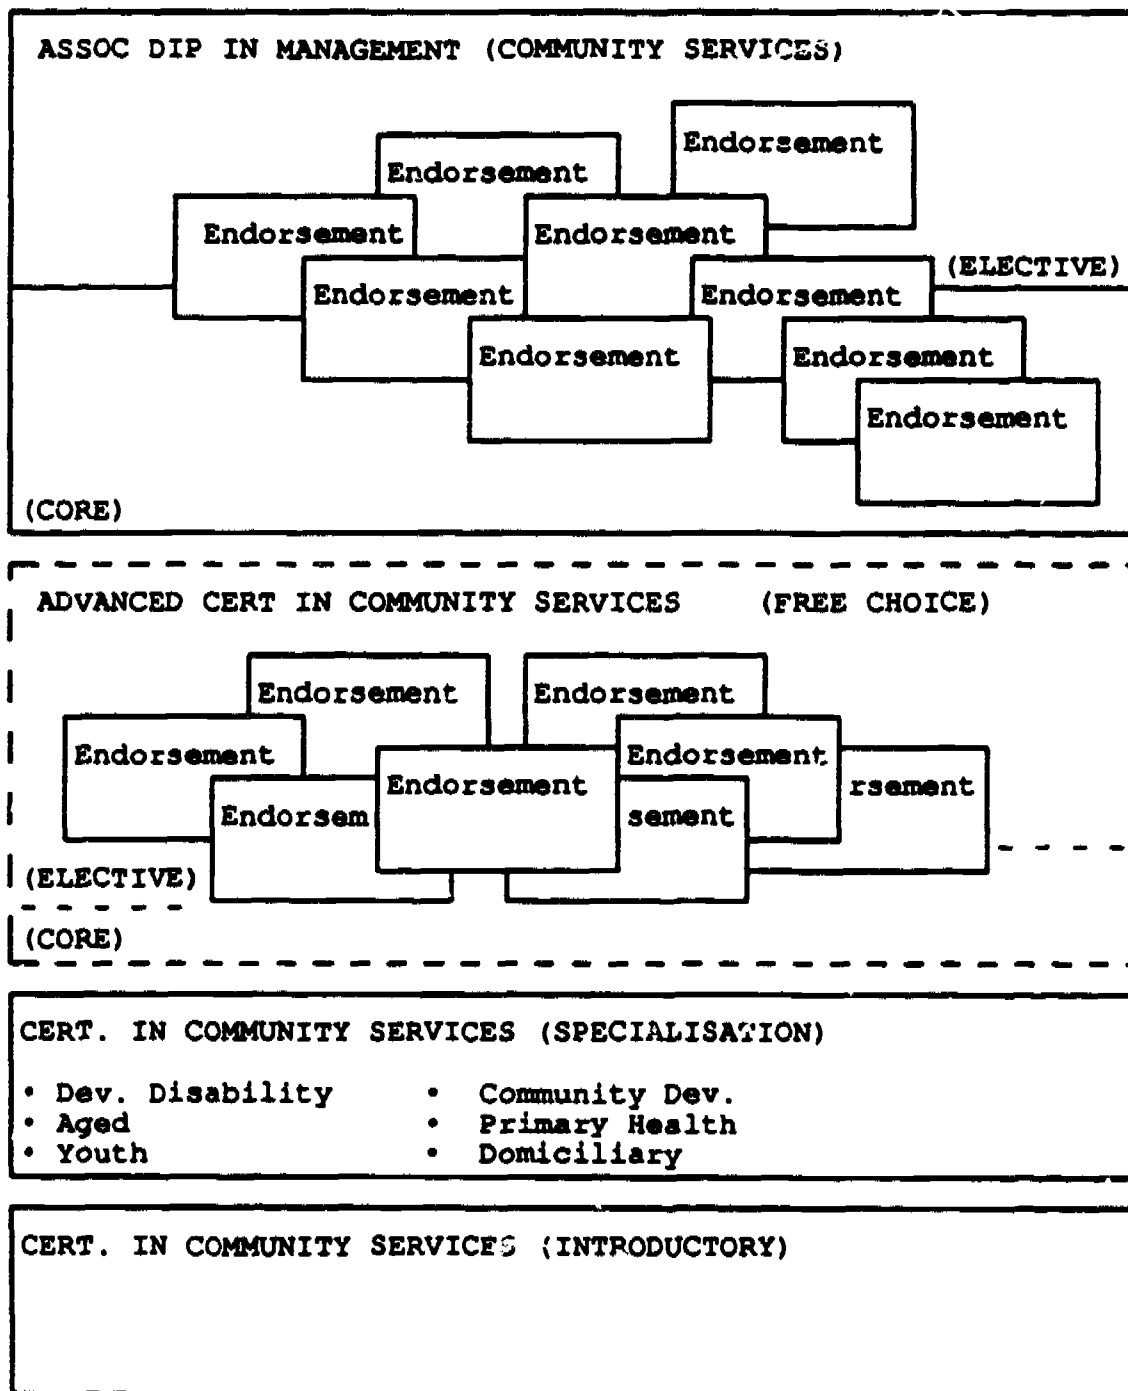 ASSOC DIP IN MANAGEMENT (COMMUNITY SERVICES)
Endorsement
Endorsement
Endorsement Endorsement
(ELECTIVE)
Endorsement Endorsement
Endorsement Endorsement
Endorsement
(CORE)
ADVANCED CERT IN COMMUNITY SERVICES (FREE CHOICE)
Endorsement Endorsement
Endorsement Endorsement
Endorsement rsement
Endorsem sement
(ELECTIVE)
(CORE)
CERT. IN COMMUNITY SERVICES (SPECIALISATION)
• Dev. Disability • Community Dev.
• Aged • Primary Health
• Youth • Domiciliary
CERT. IN COMMUNITY SERVICES (INTRODUCTORY)